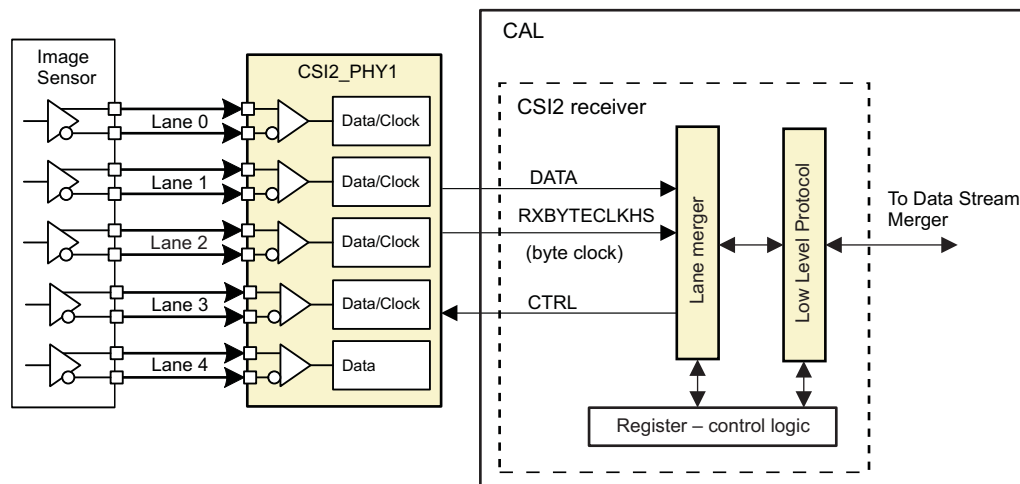 Image
Sensor
Lane 0
Lane 1
Lane 2
Lane 3
Lane 4
CSI2_PHY1
Data/Clock
Data/Clock
Data/Clock
Data/Clock
Data
CAL
CSI2 receiver
DATA
RXBYTECLKHS
(byte clock)
CTRL
Lane merger
Low Level Protocol
Register – control logic
To Data Stream
Merger